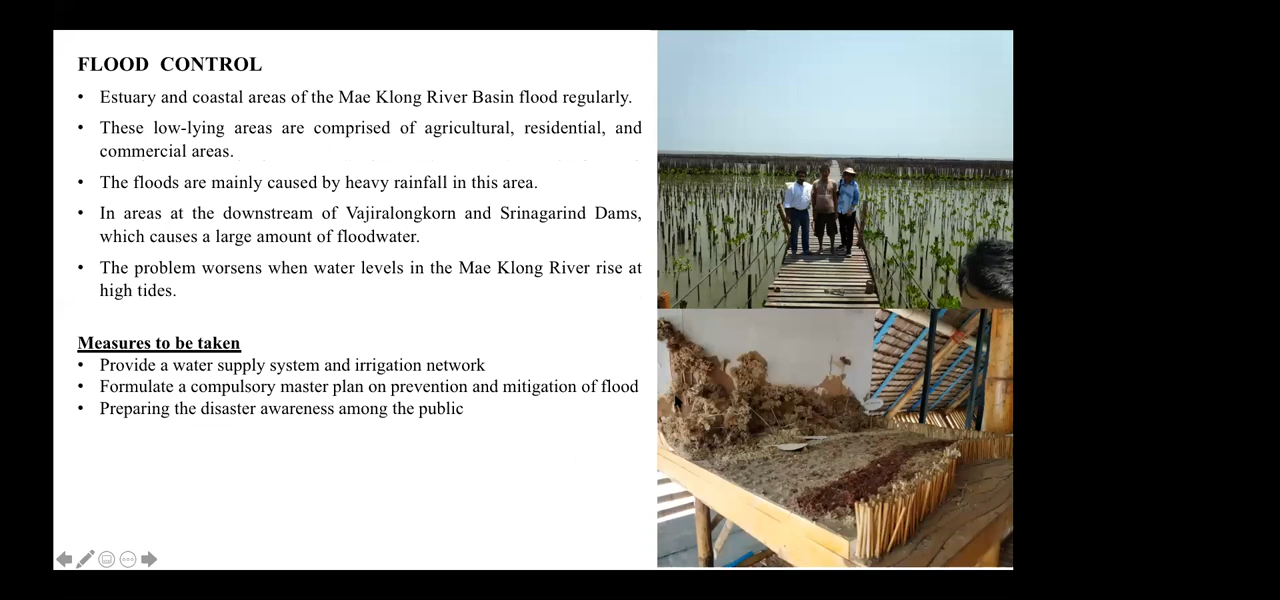 FLOOD CONTROL
• Estuary and coastal areas of the Mae Klong River Basin flood regularly.
• These low-lying areas are comprised of agricultural, residential, and
commercial areas.
• The floods are mainly caused by heavy rainfall in this area.
• In areas at the downstream of Vajiralongkorn and Srinagarind Dams,
which causes a large amount of floodwater.
• The problem worsens when water levels in the Mae Klong River rise at
high tides.
Measures to be taken
• Provide a water supply system and irrigation network
• Formulate a compulsory master plan on prevention and mitigation of flood
• Preparing the disaster awareness among the public